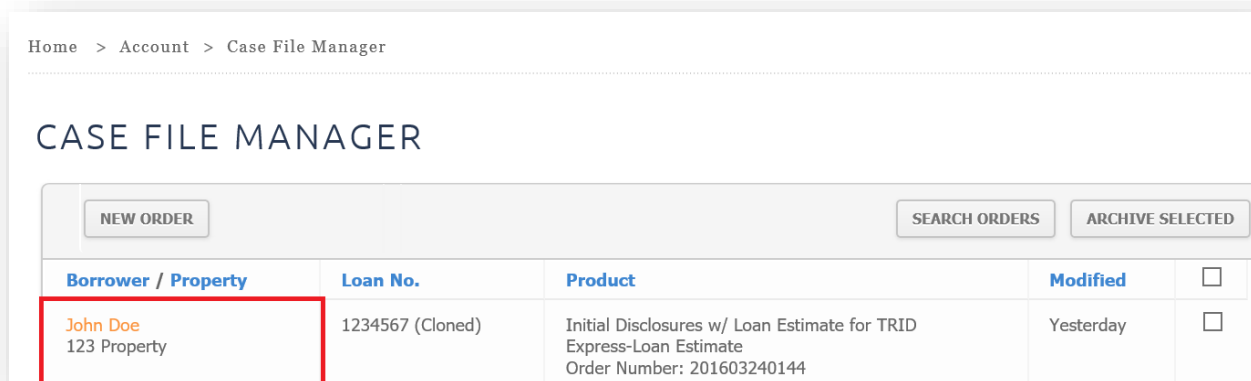 Home > Account > Case File Manager
CASE FILE MANAGER
NEW ORDER SEARCH ORDERS ARCHIVE SELECTED
Borrower / Property Loan No. Product Modified
John Doe 1234567 (Cloned) Initial Disclosures w/ Loan Estimate for TRID Yesterday
123 Property Express-Loan Estimate
Order Number: 201603240144